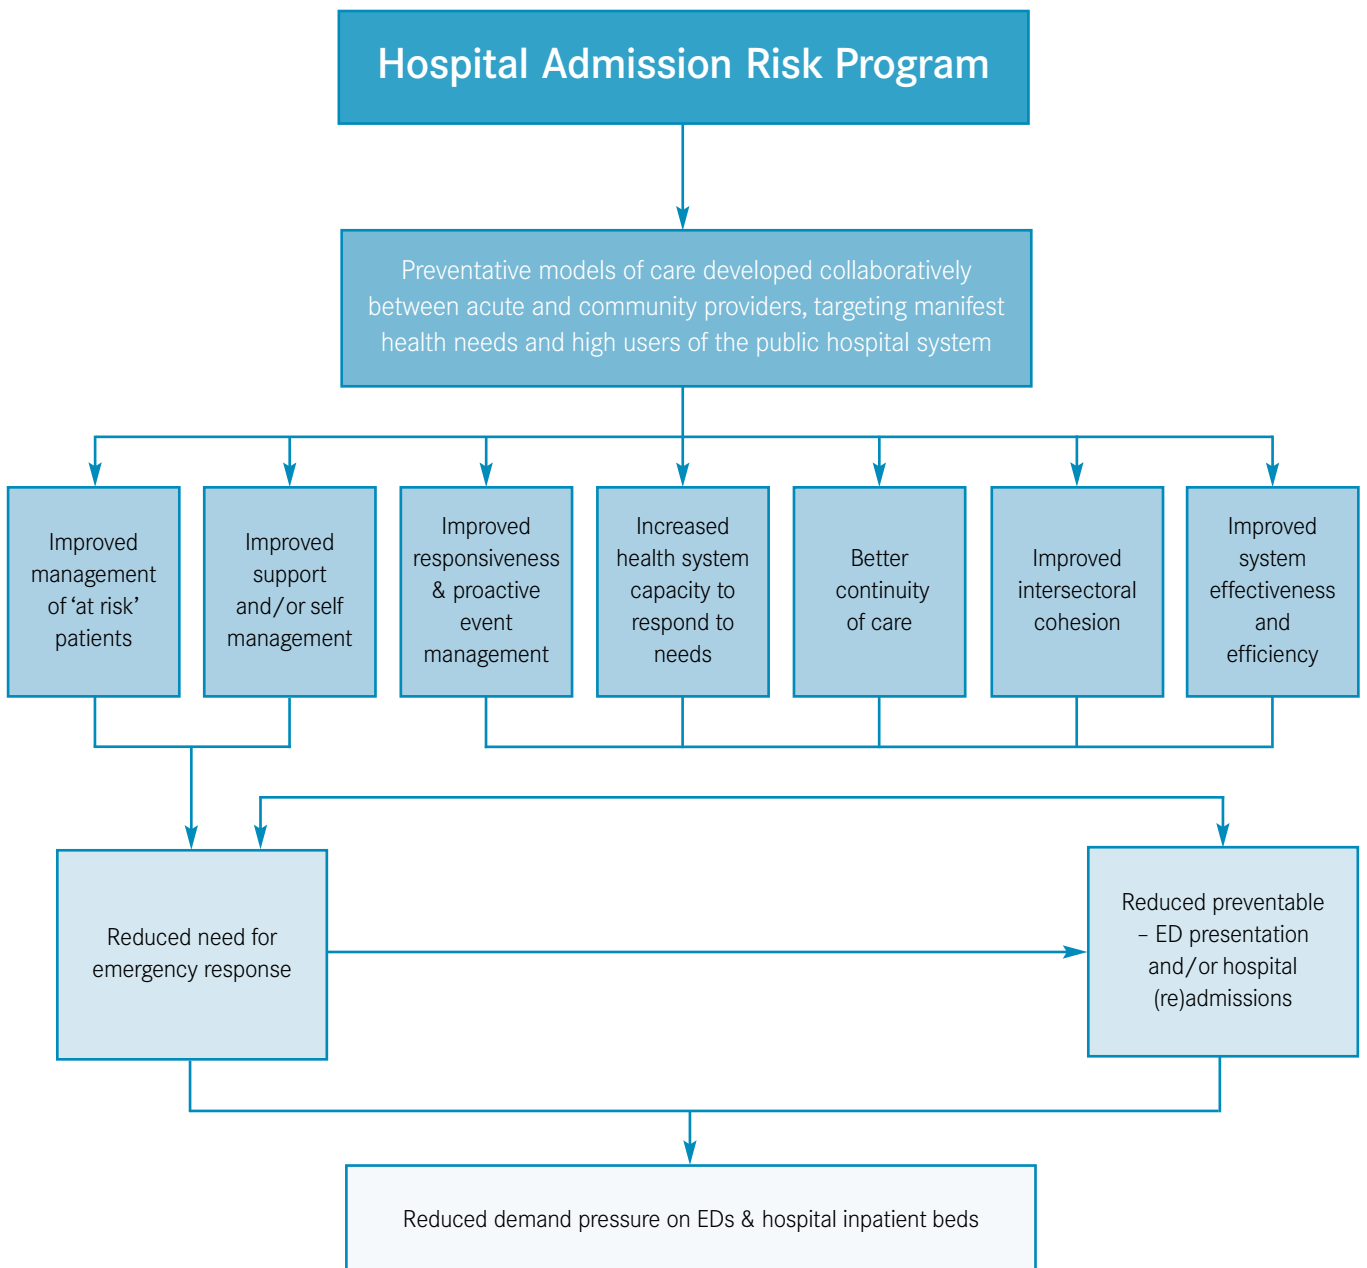 Hospital Admission Risk Program
Preventative models of care developed collaboratively
between acute and community providers, targeting manifest
health needs and high users of the public hospital system
Improved
management
of ‘at risk’
patients
Improved
support
and/or self
management
Improved
responsiveness
& proactive
event
management
Increased
health system
capacity to
respond to
needs
Better
continuity
of care
Improved
intersectoral
cohesion
Improved
system
effectiveness
and
efficiency
Reduced need for
emergency response
Reduced preventable
– ED presentation
and/or hospital
(re)admissions
Reduced demand pressure on EDs & hospital inpatient beds